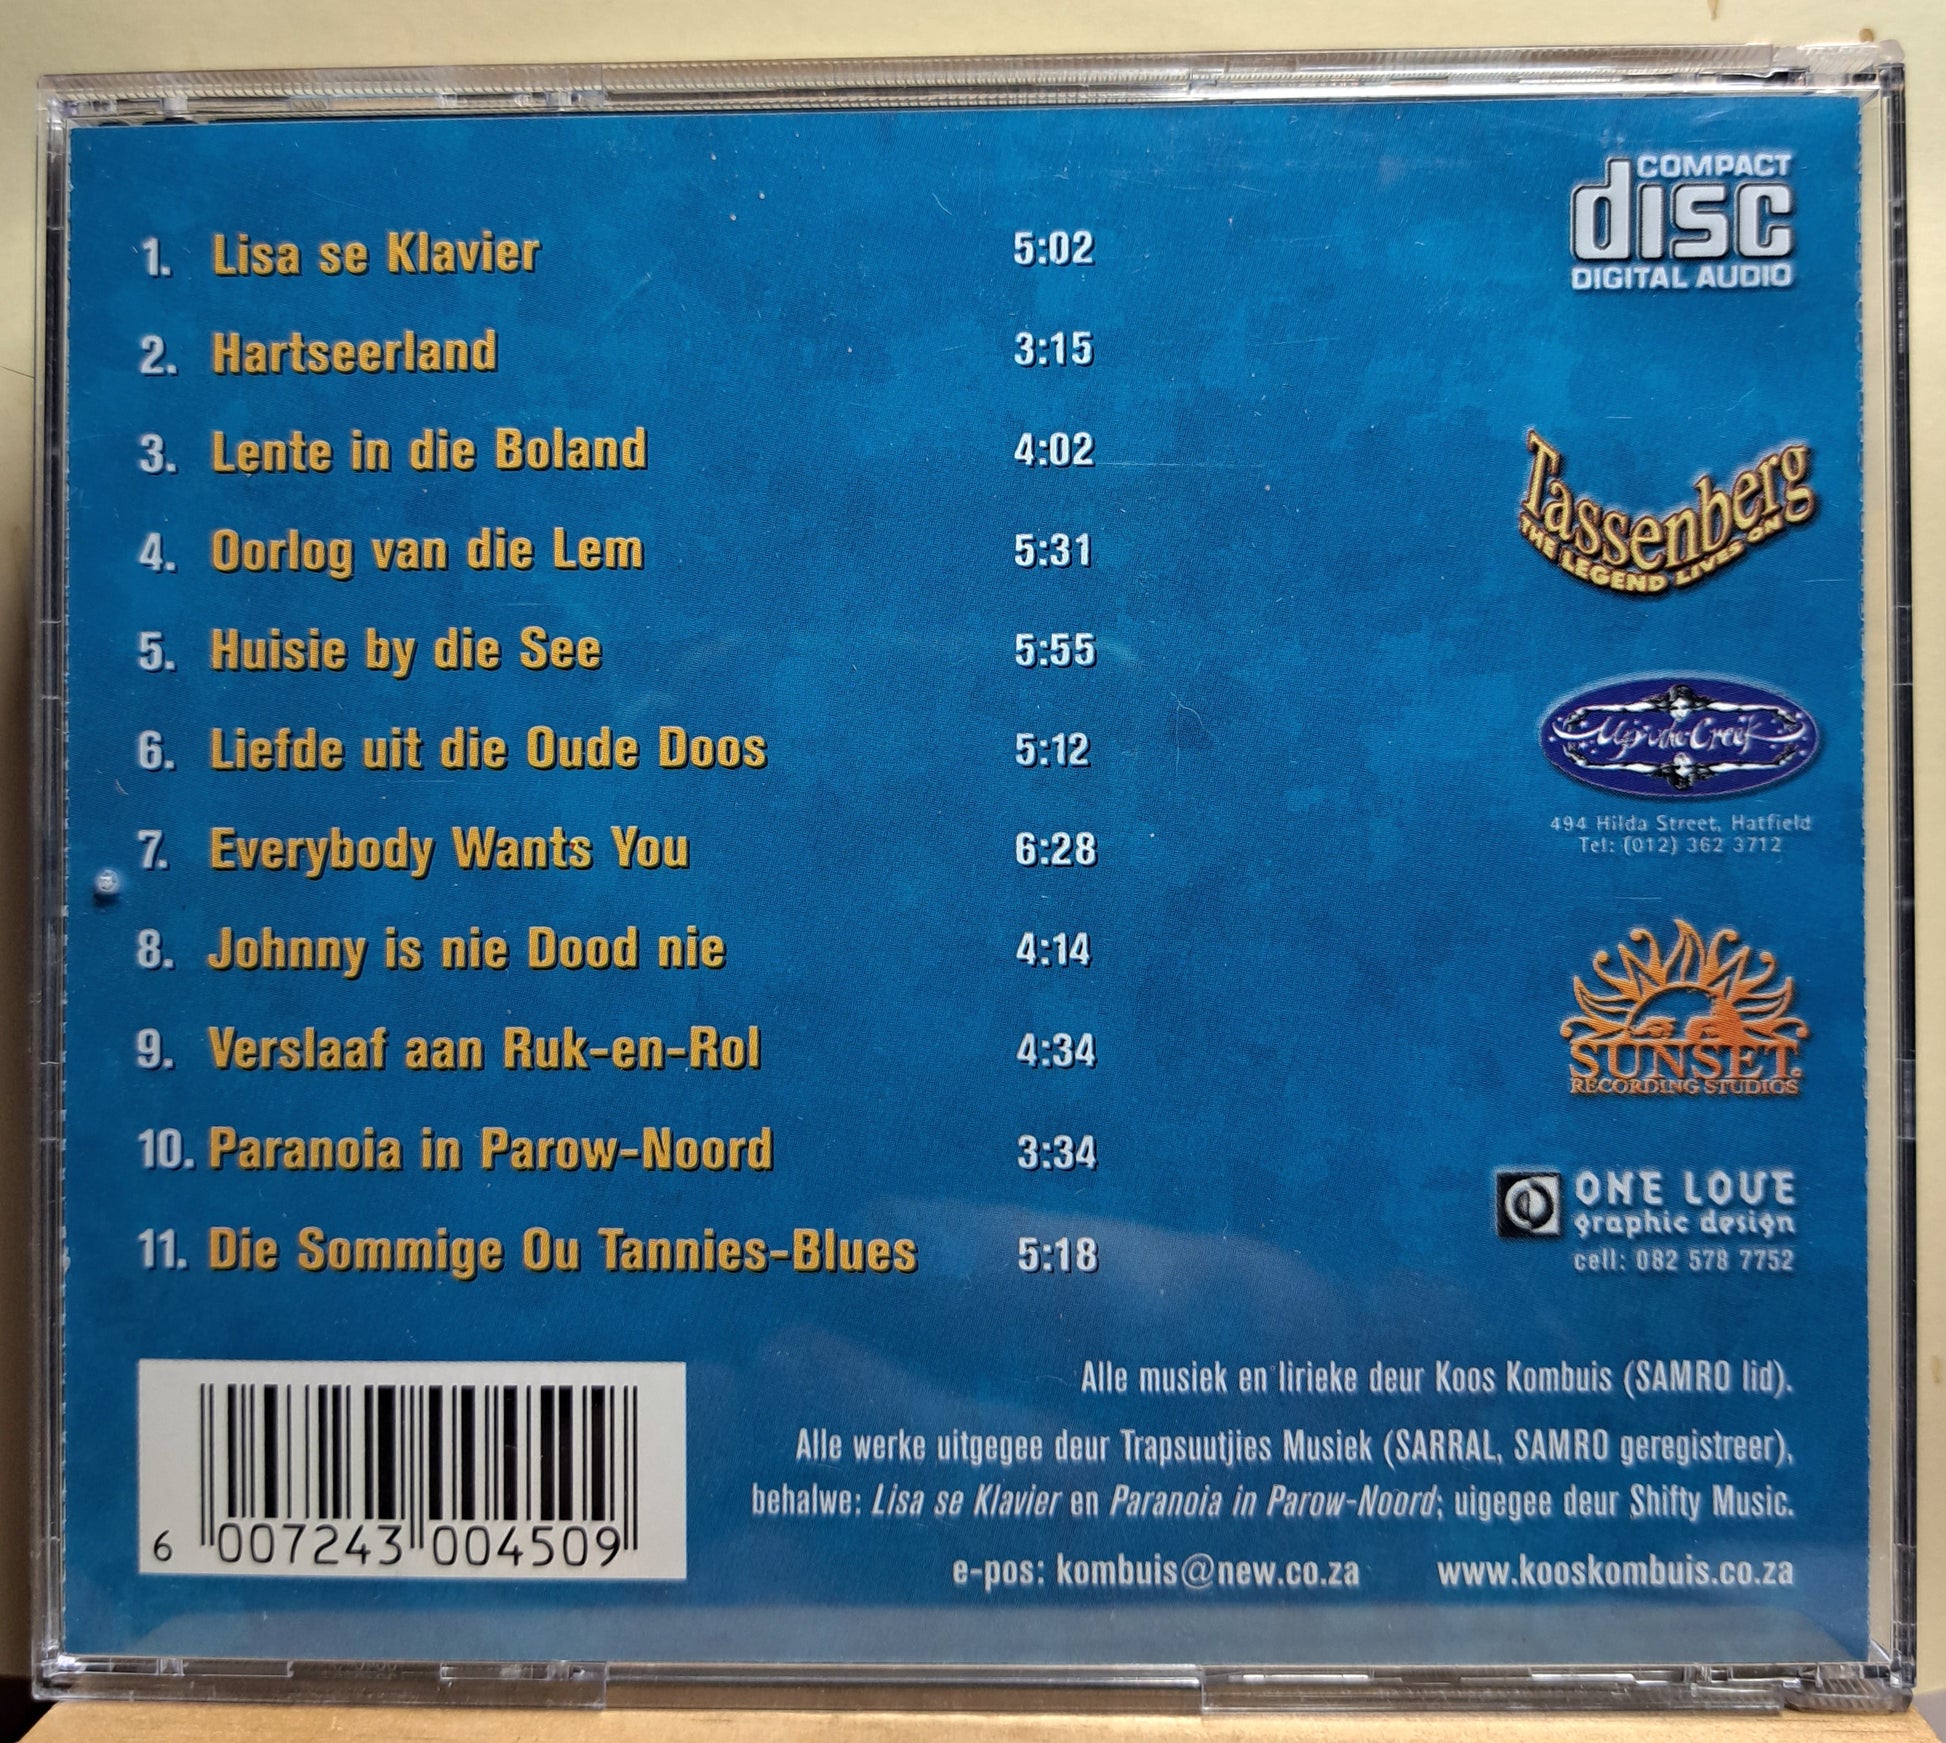 COMPACT
disc
DIGITAL AUDIO
1. Lisa se Klavier 5:02
2. Hartseerland 3:15
3. Lente in die Boland 4:02
4. Oorlog van die Lem 5:31
5. Huisie by die See 5:55
6. Liefde uit die Oude Doos 5:12
7. Everybody Wants You 6:28
8. Johnny is nie Dood nie 4:14
9. Verslaaf aan Ruk-en-Rol 4:34
10. Paranoia in Parow-Noord 3:34
11. Die Sommige Ou Tannies-Blues 5:18
Tassenberg
THE LEGEND LIVES ON
Up the Creek
494 Hilda Street, Hatfield
Tel: (012) 362 3712
SUNSET
RECORDING STUDIOS
ONE LOVE
graphic design
cell: 082 578 7752
Alle musiek en lirieke deur Koos Kombuis (SAMRO lid).
Alle werke uitgegee deur Trapsuutjies Musiek (SARRAL, SAMRO geregistreer),
behalwe: Lisa se Klavier en Paranoia in Parow-Noord; uigegee deur Shifty Music.
e-pos: kombuis@new.co.za www.kooskombuis.co.za
6 007243 004509